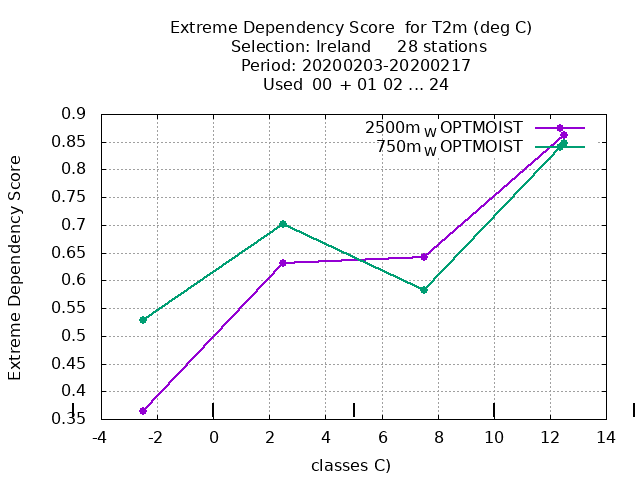 Extreme Dependency Score  for T2m (deg C)
Selection: Ireland     28 stations
Period: 20200203-20200217
Used  00 + 01 02 ... 24
2500m W OPTMOIST
750m W OPTMOIST
Extreme Dependency Score
0.9
0.85
0.8
0.75
0.7
0.65
0.6
0.55
0.5
0.45
0.4
0.35
-4 -2 0 2 4 6 8 10 12 14
classes C)